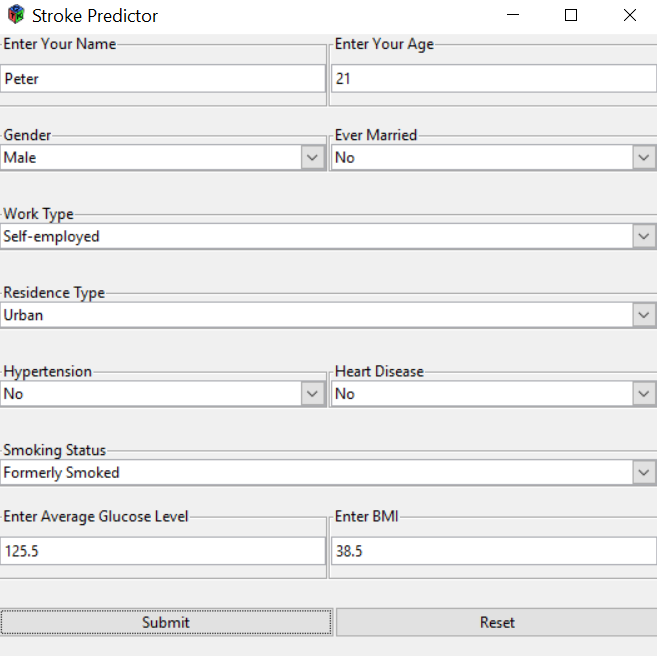 Stroke Predictor
Enter Your Name Enter Your Age
Peter 21
Gender Ever Married
Male No
Work Type
Self-employed
Residence Type
Urban
Hypertension Heart Disease
No No
Smoking Status
Formerly Smoked
Enter Average Glucose Level Enter BMI
125.5 38.5
Submit Reset